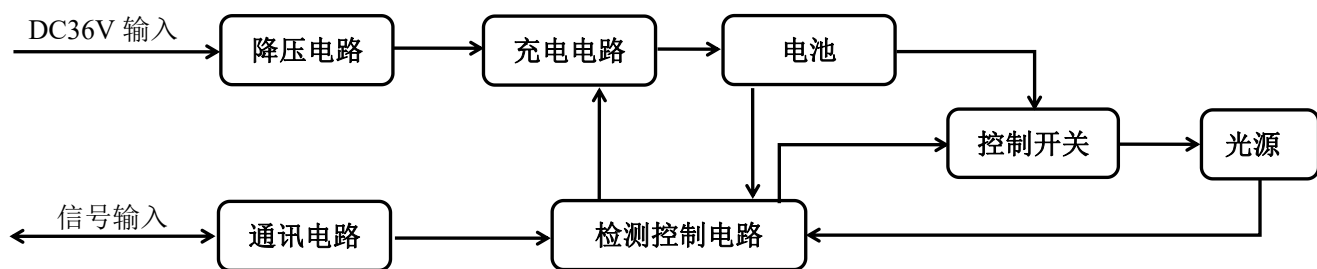 DC36V 输入
降压电路
充电电路
电池
控制开关
光源
信号输入
通讯电路
检测控制电路